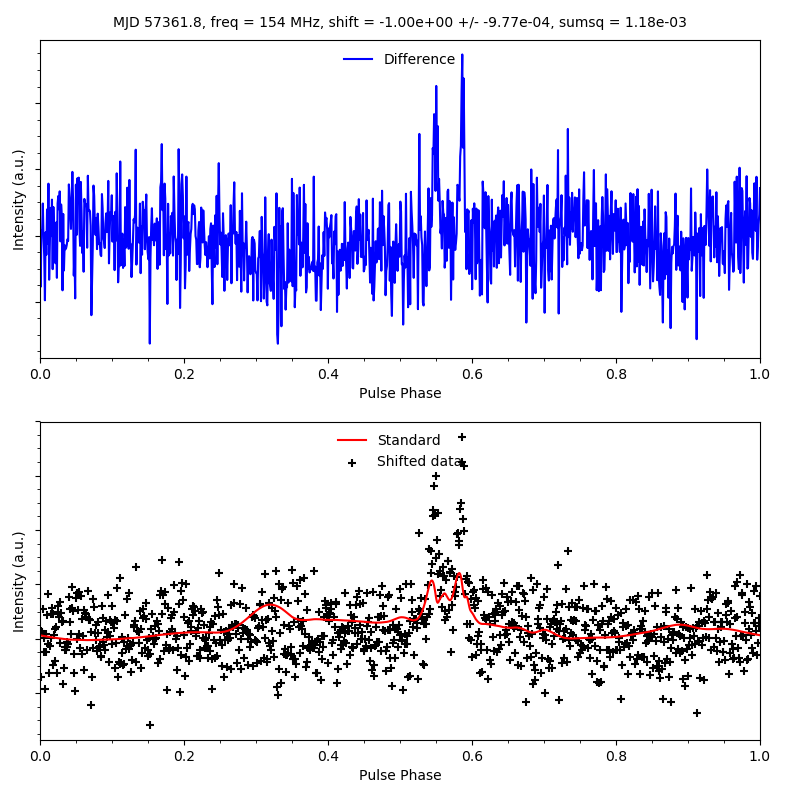 MJD 57361.8, freq = 154 MHz, shift = -1.00e+00 +/- -9.77e-04, sumsq = 1.18e-03
Difference
Intensity (a.u.)
0.0 0.2 0.4 0.6 0.8 1.0
Pulse Phase
Standard
Shifted data
Intensity (a.u.)
0.0 0.2 0.4 0.6 0.8 1.0
Pulse Phase